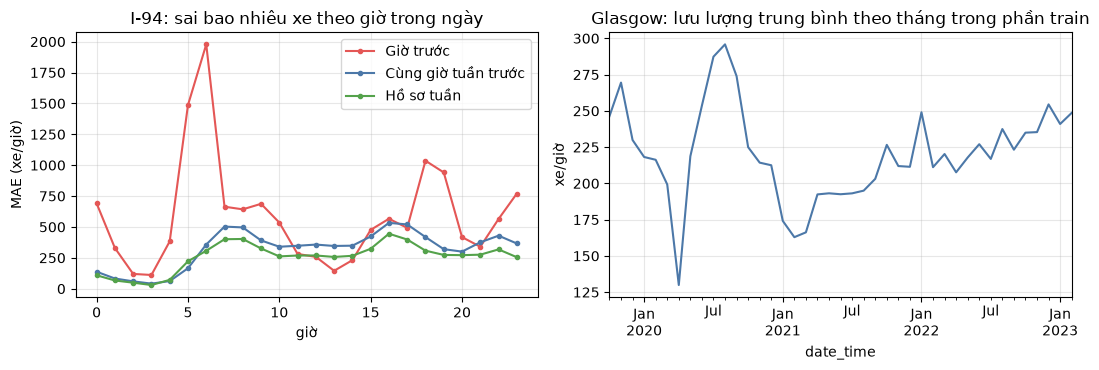 I-94: sai bao nhiêu xe theo giờ trong ngày
MAE (xe/giờ)
2000
1750
1500
1250
1000
750
500
250
0
Giờ trước
Cùng giờ tuần trước
Hồ sơ tuần
0 5 10 15 20
giờ
Glasgow: lưu lượng trung bình theo tháng trong phần train
xe/giờ
300
275
250
225
200
175
150
125
Jan Jul Jan Jul Jan Jul Jan
2020 2021 2022 2023
date_time